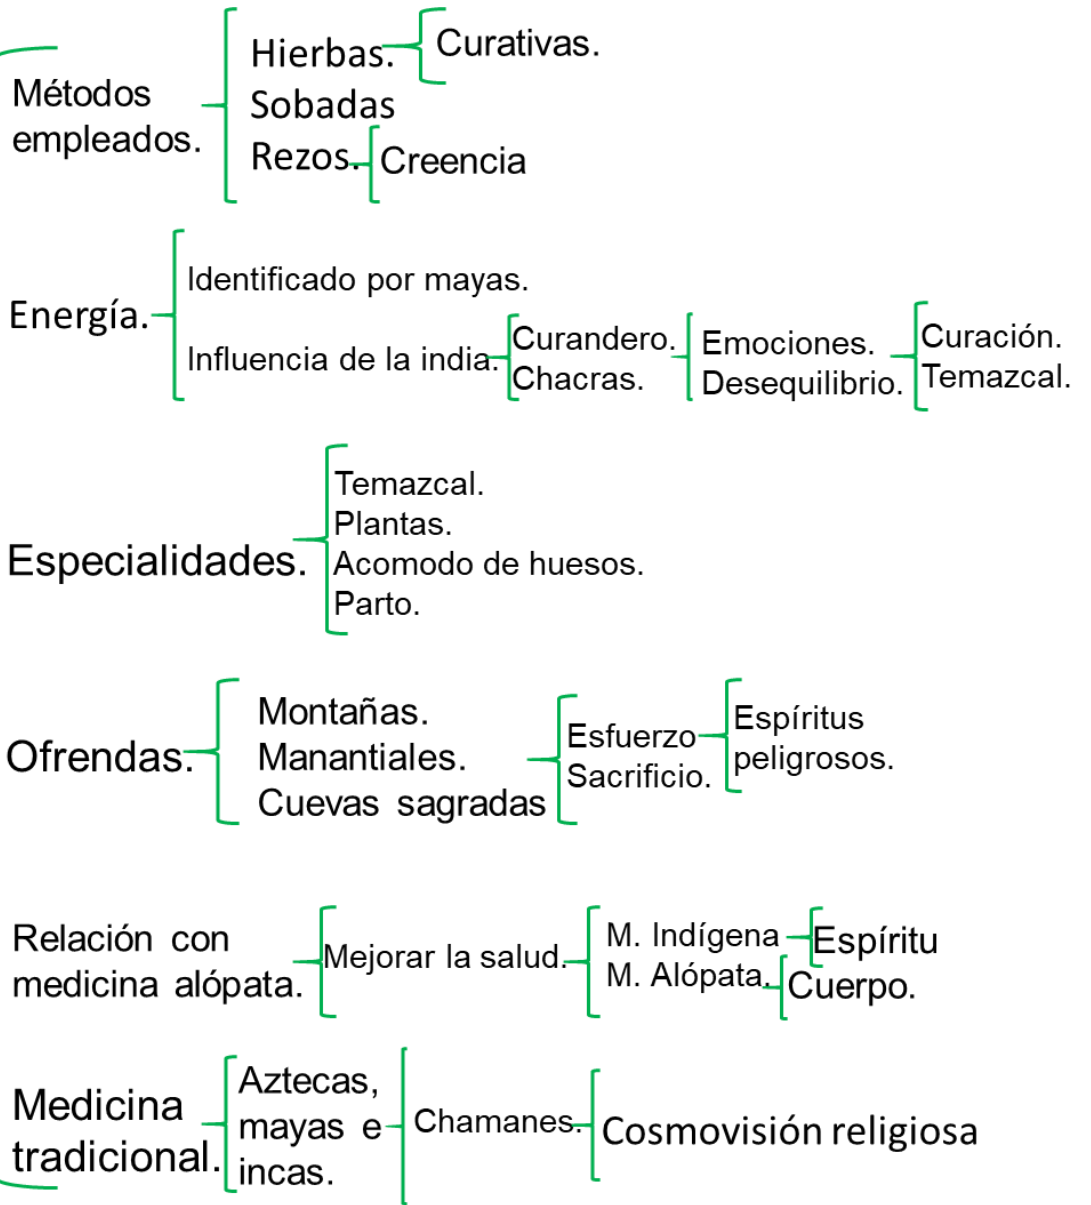 Métodos
empleados.
Hierbas.
Curativas.
Sobadas
Rezos.
Creencia
Energía.
Identificado por mayas.
Influencia de la india.
Curandero.
Chacras.
Emociones.
Desequilibrio.
Curación.
Temazcal.
Especialidades.
Temazcal.
Plantas.
Acomodo de huesos.
Parto.
Ofrendas.
Montañas.
Manantiales.
Cuevas sagradas
Esfuerzo
Sacrificio.
Espíritus
peligrosos.
Relación con
medicina alópata.
Mejorar la salud.
M. Indígena
Espíritu
M. Alópata.
Cuerpo.
Medicina
tradicional.
Aztecas,
mayas e
incas.
Chamanes.
Cosmovisión religiosa